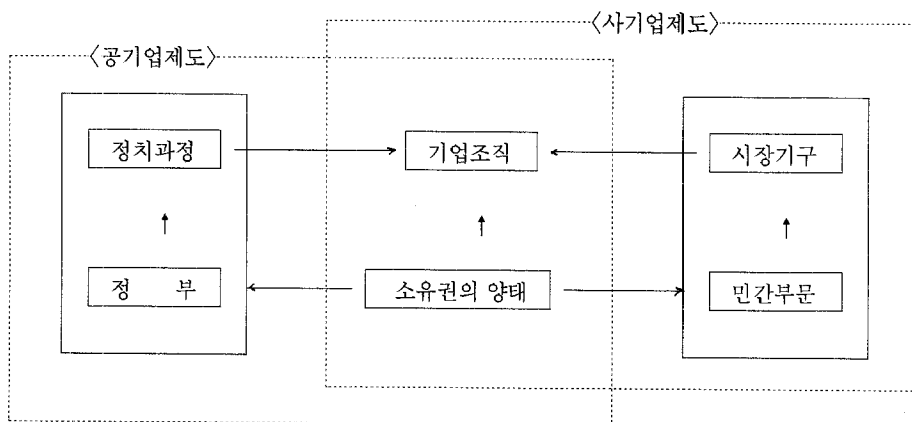 〈사기업제도〉
〈공기업제도〉
정치과정
기업조직
시장기구
정 부
소유권의 양태
민간부문